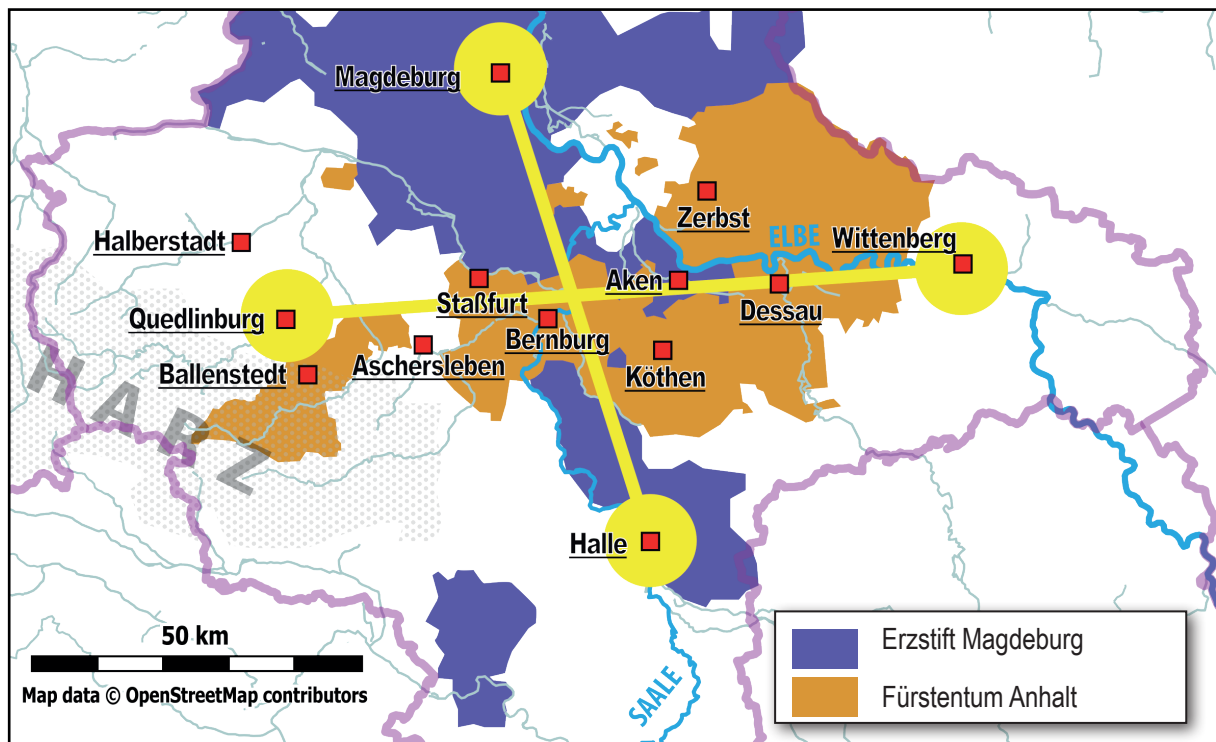 Magdeburg
Zerbst
Halberstadt
ELBE
Wittenberg
Aken
Staßfurt
Dessau
Quedlinburg
Bernburg
Aschersleben
Köthen
Ballenstedt
HARZ
Halle
50 km
Map data © OpenStreetMap contributors
SAALE
Erzstift Magdeburg
Fürstentum Anhalt